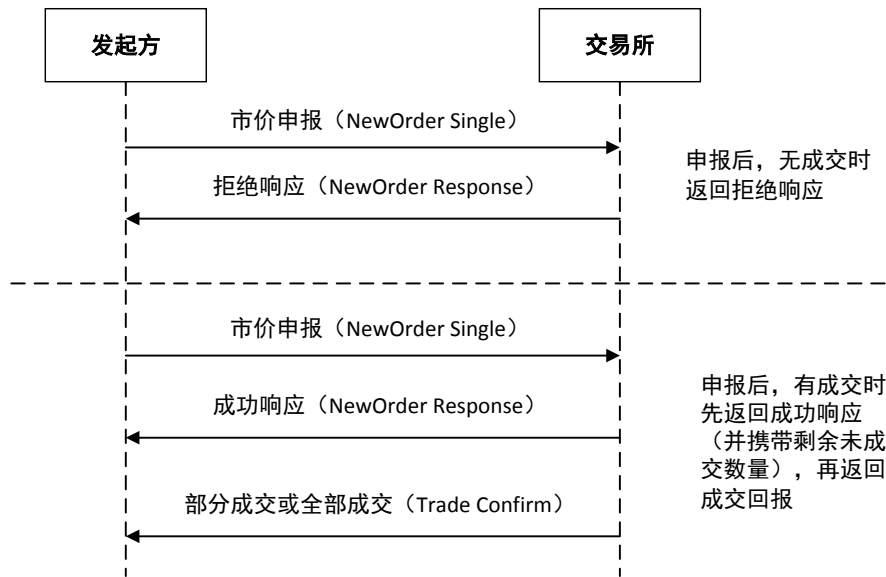 发起方
交易所
市价申报（NewOrder Single）
申报后，无成交时
返回拒绝响应
拒绝响应（NewOrder Response）
市价申报（NewOrder Single）
成功响应（NewOrder Response）
申报后，有成交时
先返回成功响应
（并携带剩余未成
交数量），再返回
成交回报
部分成交或全部成交（Trade Confirm）